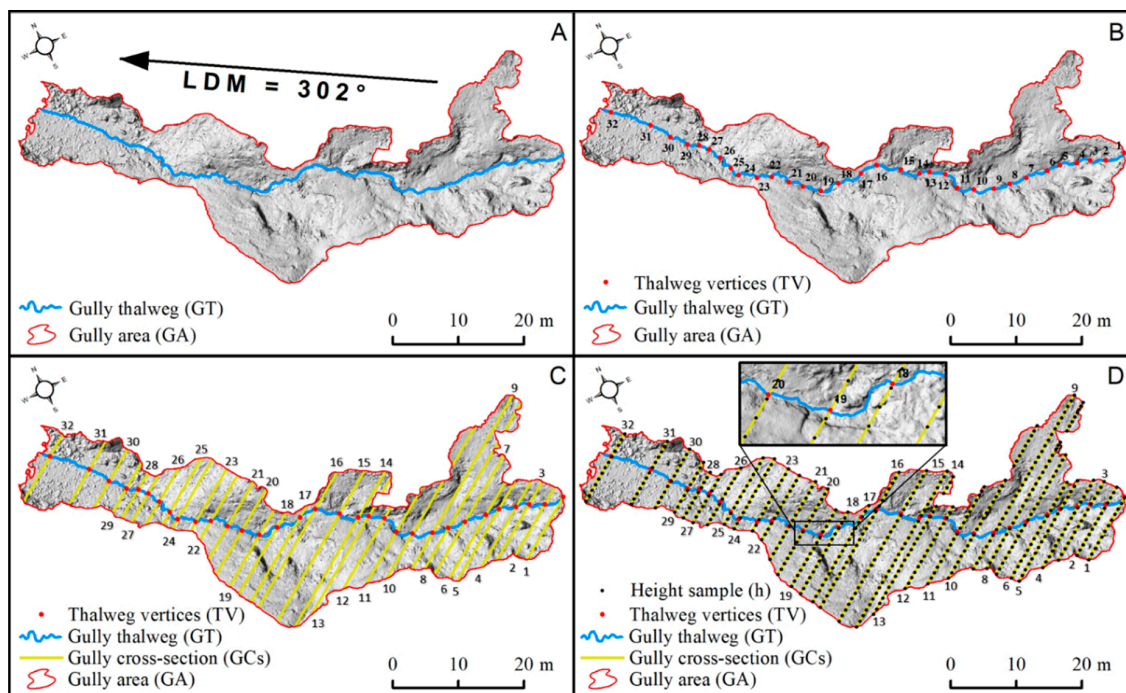 A
N
E
W
S
LDM = 302°
Gully thalweg (GT)
Gully area (GA)
0 10 20 m
B
N
E
W
S
1
2
3
4
5
6
7
8
9
10
11
12
13
14
15
16
17
18
19
20
21
22
23
24
25
26
27
28
29
30
31
32
Thalweg vertices (TV)
Gully thalweg (GT)
Gully area (GA)
0 10 20 m
C
N
E
W
S
9
32
31
30
28
26
25
23
21
20
18
17
16
15
14
7
3
29
27
24
22
19
13
12
11
10
8
6
5
4
2
1
Thalweg vertices (TV)
Gully thalweg (GT)
Gully cross-section (GCs)
Gully area (GA)
0 10 20 m
D
N
E
W
S
20
19
18
9
32
31
30
28
26
23
21
20
18
17
16
15
14
7
3
29
27
25
24
22
19
13
12
11
10
8
6
5
4
2
1
Height sample (h)
Thalweg vertices (TV)
Gully thalweg (GT)
Gully cross-section (GCs)
Gully area (GA)
0 10 20 m